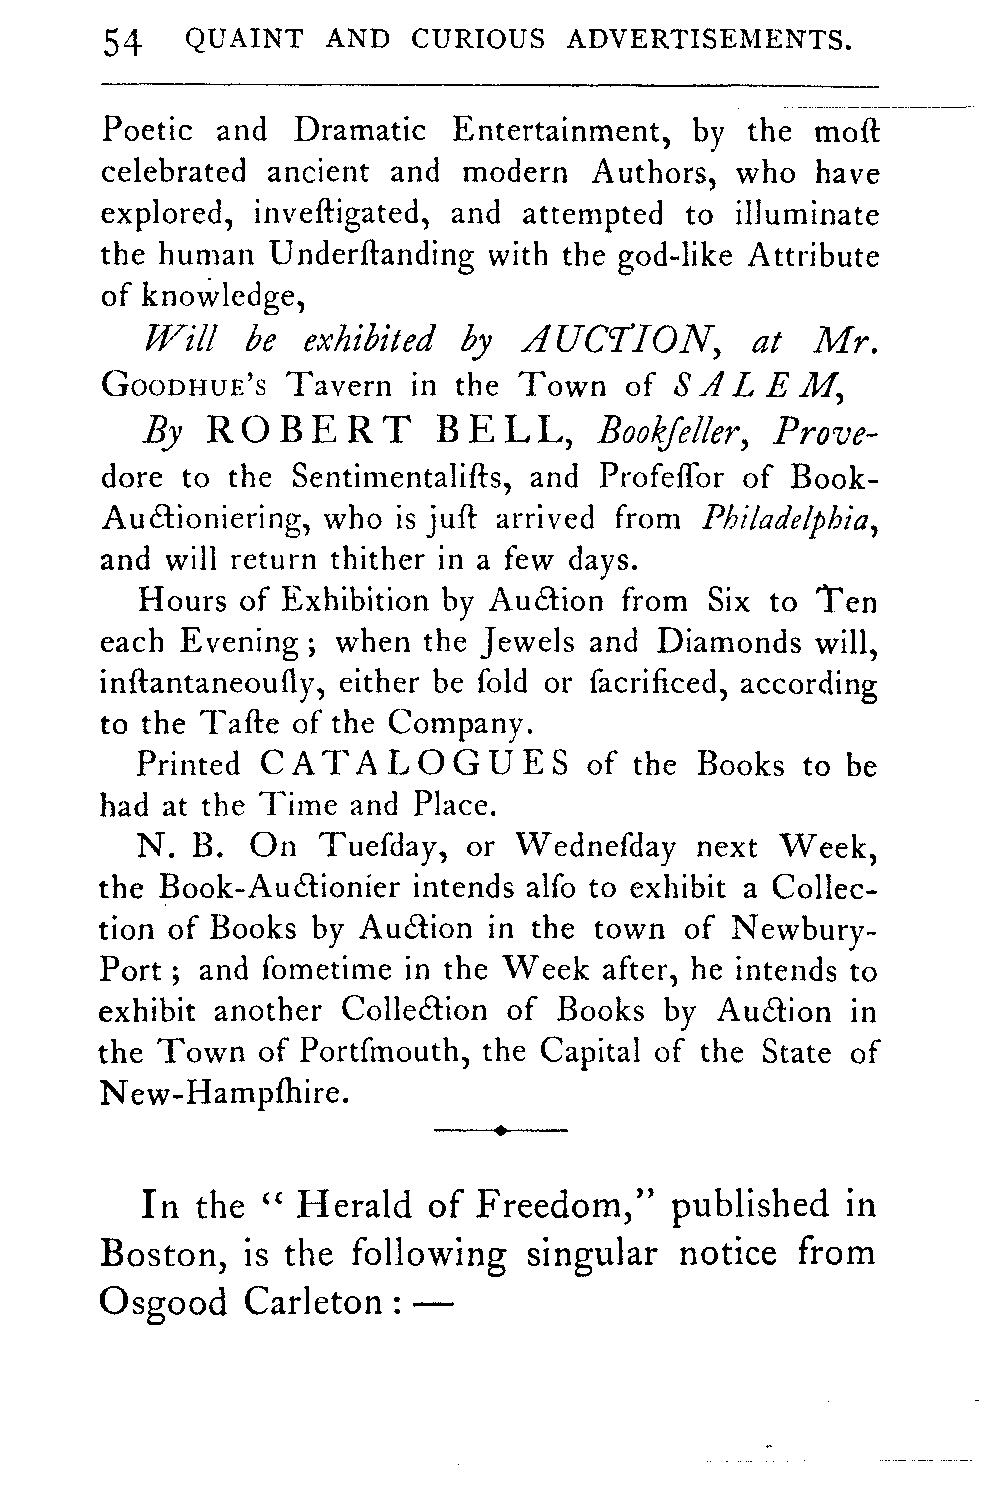 54 QUAINT AND CURIOUS ADVERTISEMENTS.
Poetic and Dramatic Entertainment, by the moſt
celebrated ancient and modern Authors, who have
explored, inveſtigated, and attempted to illuminate
the human Underſtanding with the god-like Attribute
of knowledge,
Will be exhibited by AUCTION, at Mr.
GOODHUE'S Tavern in the Town of SALEM,
By ROBERT BELL, Bookſeller, Prove-
dore to the Sentimentaliſts, and Profeſſor of Book-
Auctioniering, who is juſt arrived from Philadelphia,
and will return thither in a few days.
Hours of Exhibition by Auction from Six to Ten
each Evening; when the Jewels and Diamonds will,
inſtantaneouſly, either be ſold or ſacrificed, according
to the Taſte of the Company.
Printed CATALOGUES of the Books to be
had at the Time and Place.
N. B. On Tueſday, or Wedneſday next Week,
the Book-Auctionier intends alſo to exhibit a Collec-
tion of Books by Auction in the town of Newbury-
Port; and ſometime in the Week after, he intends to
exhibit another Collection of Books by Auction in
the Town of Portſmouth, the Capital of the State of
New-Hampſhire.
In the "Herald of Freedom," published in
Boston, is the following singular notice from
Osgood Carleton: —